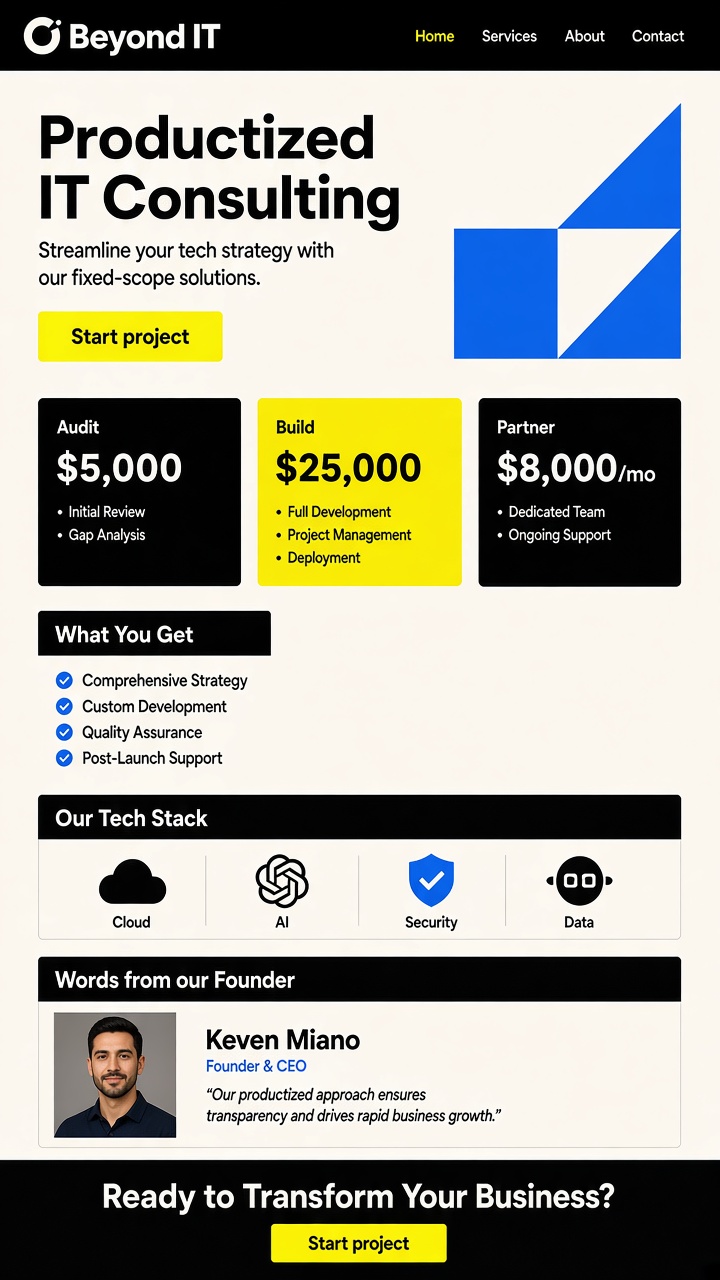 Beyond IT
Home Services About Contact
Productized
IT Consulting
Streamline your tech strategy with
our fixed-scope solutions.
Start project
Audit
$5,000
• Initial Review
• Gap Analysis
Build
$25,000
• Full Development
• Project Management
• Deployment
Partner
$8,000/mo
• Dedicated Team
• Ongoing Support
What You Get
Comprehensive Strategy
Custom Development
Quality Assurance
Post-Launch Support
Our Tech Stack
Cloud
AI
Security
Data
Words from our Founder
Keven Miano
Founder & CEO
“Our productized approach ensures
transparency and drives rapid business growth.”
Ready to Transform Your Business?
Start project